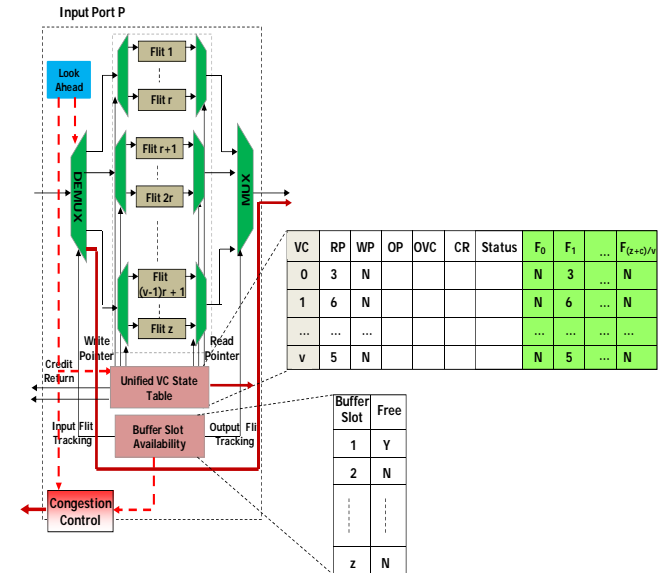 Input Port P
Look
Ahead
DEMUX
Flit 1
Flit r
Flit r+1
Flit 2r
Flit
(v-1)r + 1
Flit z
MUX
Write
Pointer
Read
Pointer
Credit
Return
Unified VC State
Table
Input Flit
Tracking
Buffer Slot
Availability
Output Fli
Tracking
Congestion
Control
VC RP WP OP OVC CR Status F0 F1 ... F(z+c)/v
0 3 N N 3 ... N
1 6 N N 6 ... N
... ... ... ... ... ... ...
v 5 N N 5 ... N
Buffer
Slot Free
1 Y
2 N
z N